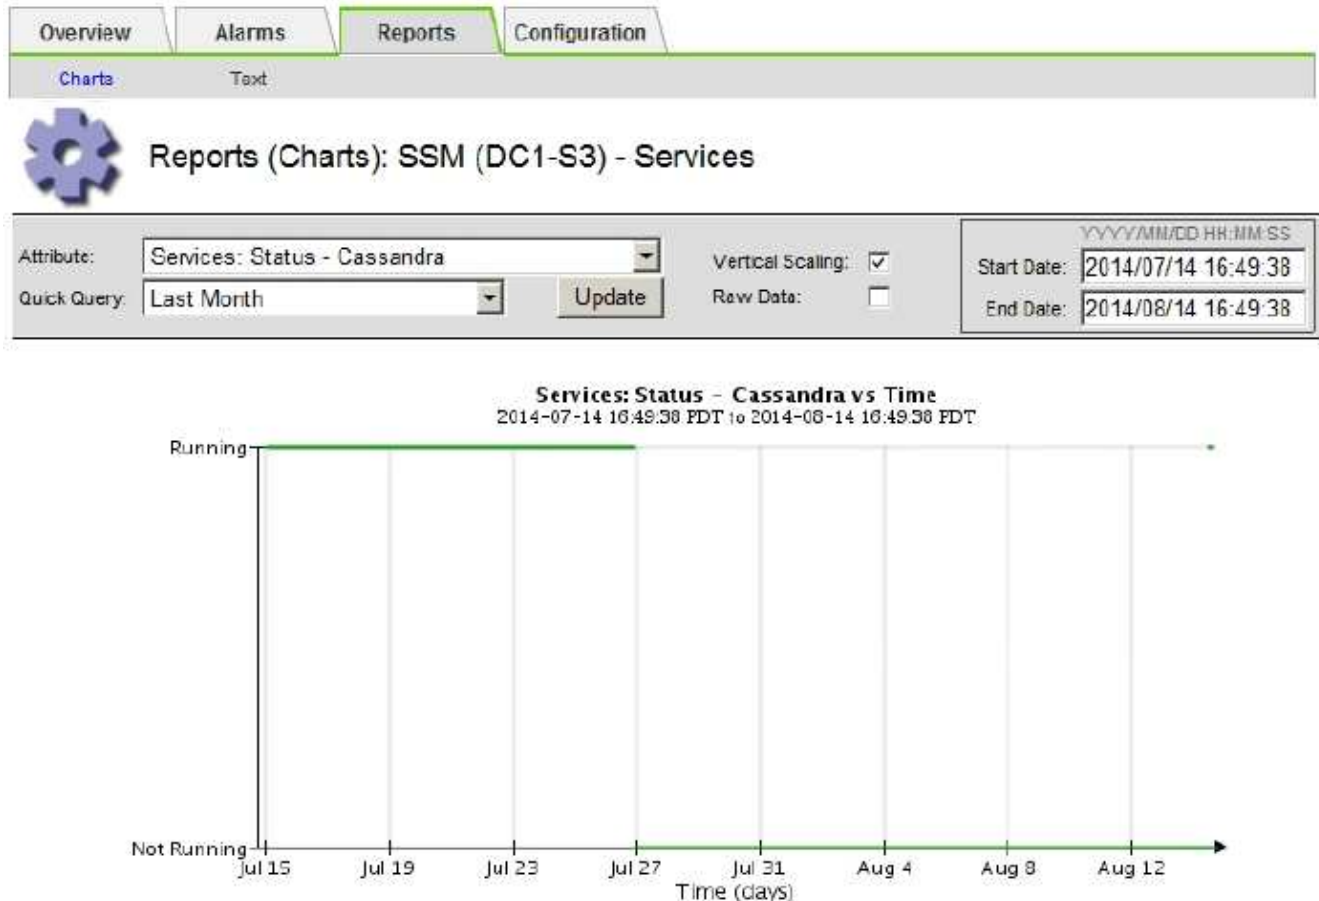 Overview Alarms Reports Configuration
Charts Text
Reports (Charts): SSM (DC1-S3) - Services
YYYY/MM/DD HH:MM:SS
Attribute: Services: Status - Cassandra Vertical Scaling: Start Date: 2014/07/14 16:49:38
Quick Query: Last Month Update Raw Data: End Date: 2014/08/14 16:49:38
Services: Status - Cassandra vs Time
2014-07-14 16:49:38 PDT to 2014-08-14 16:49:38 PDT
Running
Not Running
Jul 15 Jul 19 Jul 23 Jul 27 Jul 31 Aug 4 Aug 8 Aug 12
Time (days)